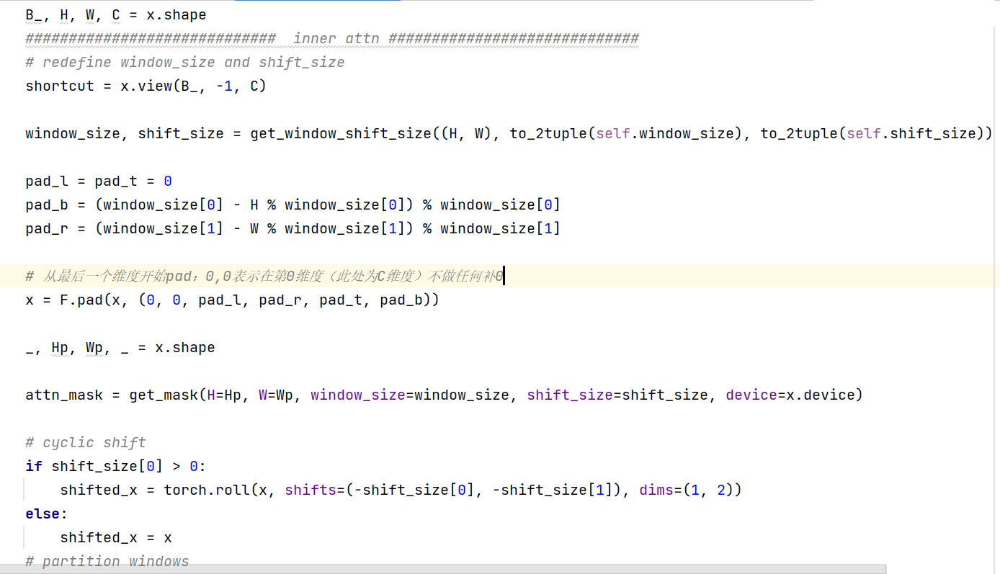 B_, H, W, C = x.shape
############################# inner attn #############################
# redefine window_size and shift_size
shortcut = x.view(B_, -1, C)
window_size, shift_size = get_window_shift_size((H, W), to_2tuple(self.window_size), to_2tuple(self.shift_size))
pad_l = pad_t = 0
pad_b = (window_size[0] - H % window_size[0]) % window_size[0]
pad_r = (window_size[1] - W % window_size[1]) % window_size[1]
# 从最后一个维度开始pad：0,0表示在第0维度（此处为C维度）不做任何补0
x = F.pad(x, (0, 0, pad_l, pad_r, pad_t, pad_b))
_, Hp, Wp, _ = x.shape
attn_mask = get_mask(H=Hp, W=Wp, window_size=window_size, shift_size=shift_size, device=x.device)
# cyclic shift
if shift_size[0] > 0:
    shifted_x = torch.roll(x, shifts=(-shift_size[0], -shift_size[1]), dims=(1, 2))
else:
    shifted_x = x
# partition windows